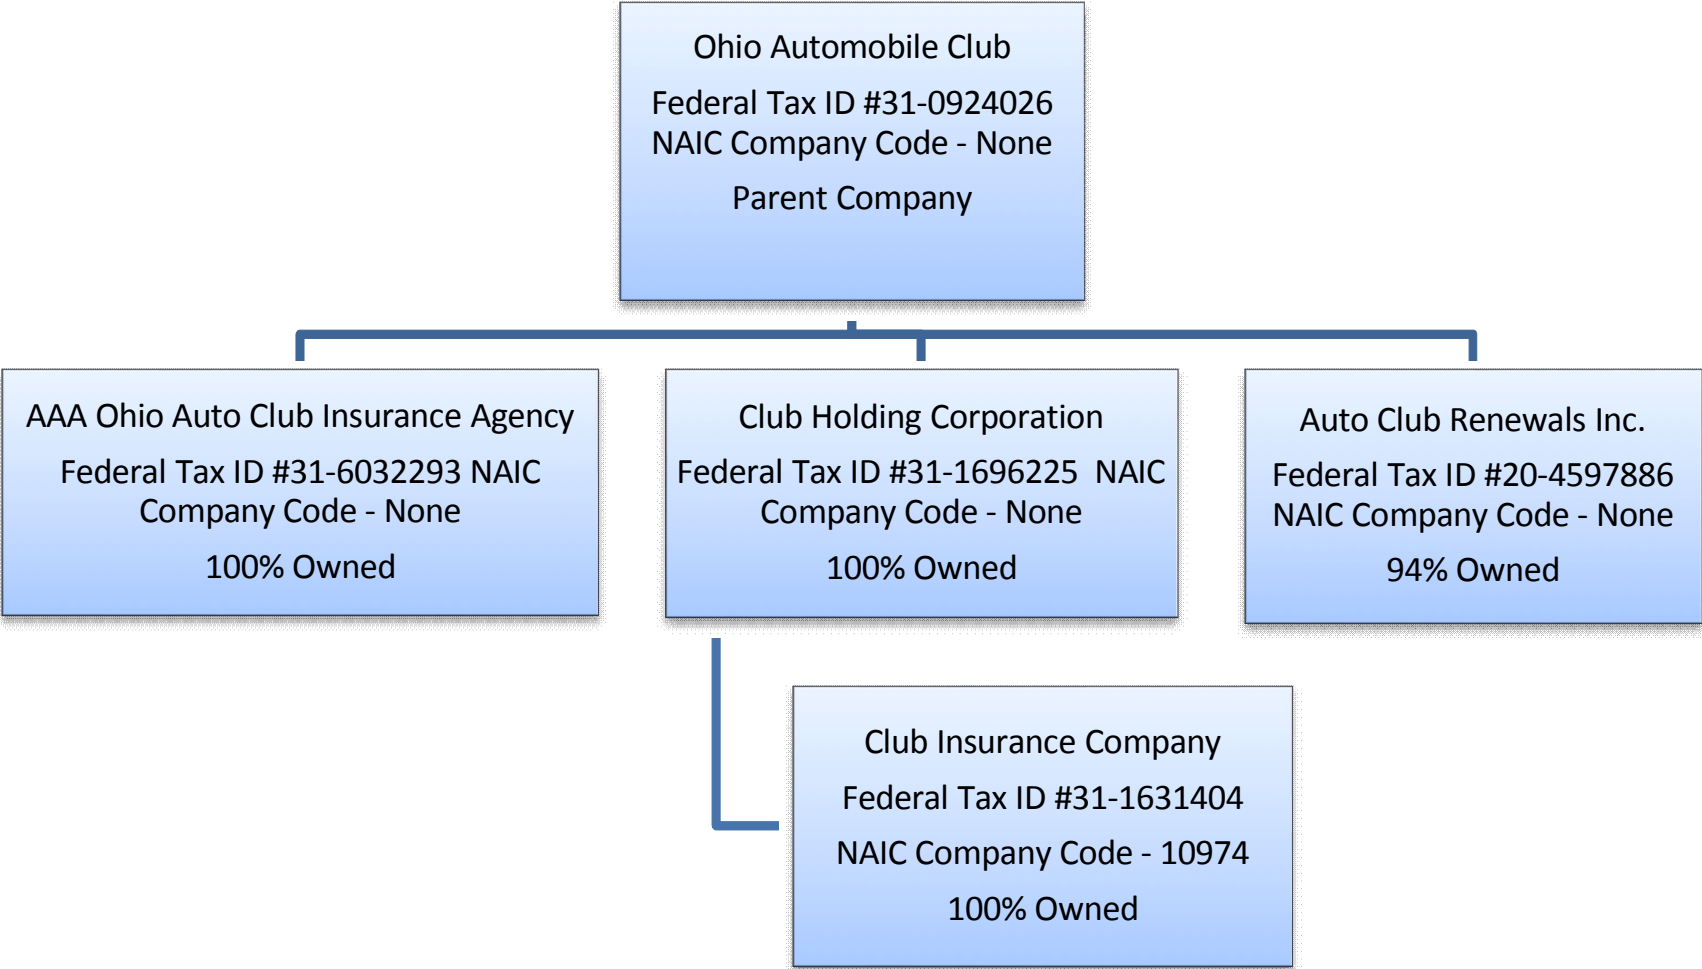 Ohio Automobile Club
Federal Tax ID #31-0924026
NAIC Company Code - None
Parent Company
AAA Ohio Auto Club Insurance Agency
Federal Tax ID #31-6032293 NAIC
Company Code - None
100% Owned
Club Holding Corporation
Federal Tax ID #31-1696225  NAIC
Company Code - None
100% Owned
Auto Club Renewals Inc.
Federal Tax ID #20-4597886
NAIC Company Code - None
94% Owned
Club Insurance Company
Federal Tax ID #31-1631404
NAIC Company Code - 10974
100% Owned